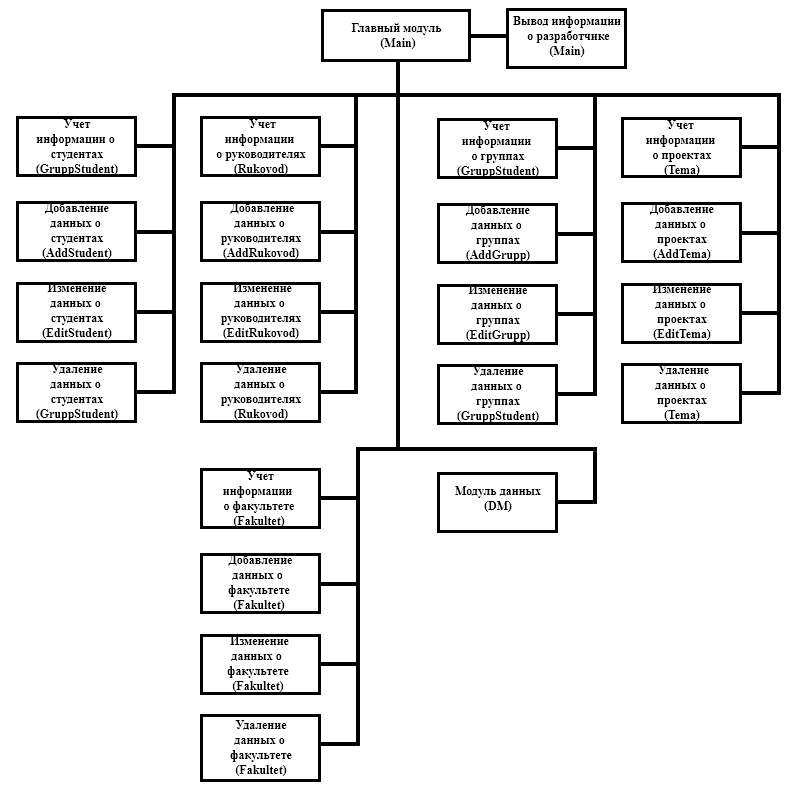 Главный модуль
(Main)
Вывод информации
о разработчике
(Main)
Учет
информации о
студентах
(GruppStudent)
Добавление
данных о
студентах
(AddStudent)
Изменение
данных о
студентах
(EditStudent)
Удаление
данных о
студентах
(GruppStudent)
Учет
информации
о руководителях
(Rukovod)
Добавление
данных о
руководителях
(AddRukovod)
Изменение
данных о
руководителях
(EditRukovod)
Удаление
данных о
руководителях
(Rukovod)
Учет
информации
о группах
(GruppStudent)
Добавление
данных о
группах
(AddGrupp)
Изменение
данных о
группах
(EditGrupp)
Удаление
данных о
группах
(GruppStudent)
Учет
информации
о проектах
(Tema)
Добавление
данных о
проектах
(AddTema)
Изменение
данных о
проектах
(EditTema)
Удаление
данных о
проектах
(Tema)
Учет
информации
о факультете
(Fakultet)
Добавление
данных о
факультете
(Fakultet)
Изменение
данных о
факультете
(Fakultet)
Удаление
данных о
факультете
(Fakultet)
Модуль данных
(DM)